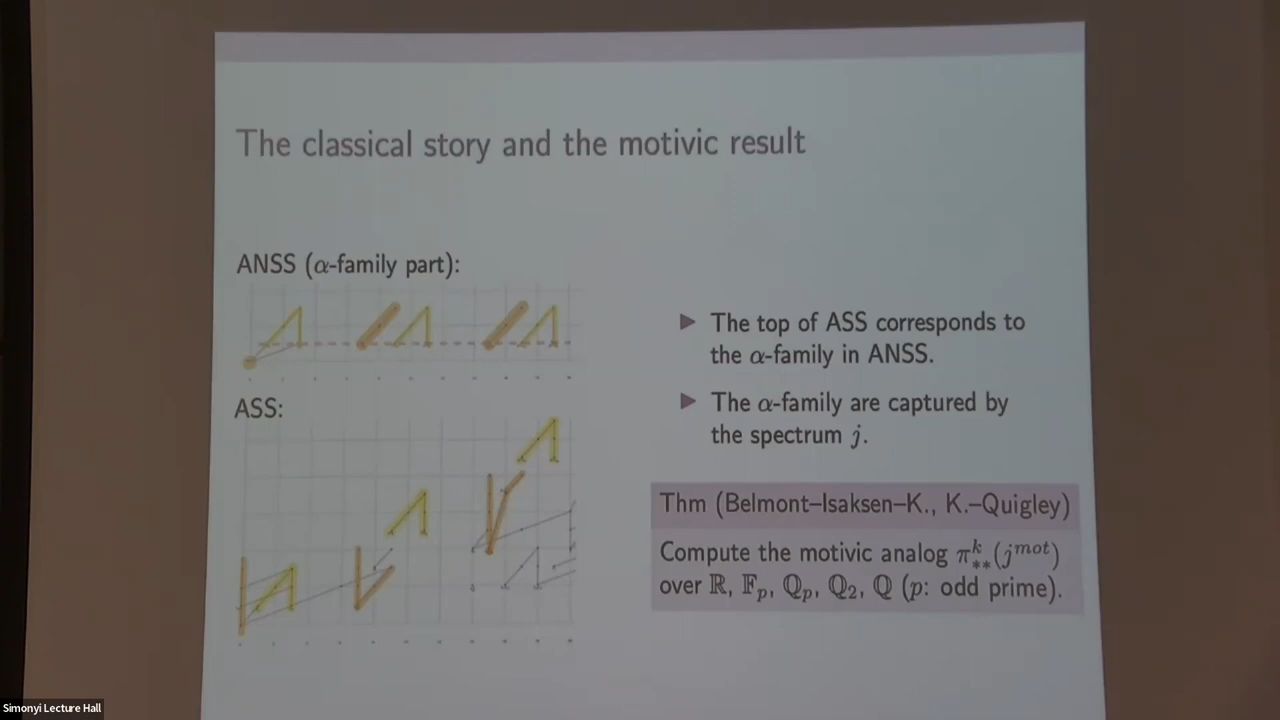 The classical story and the motivic result
ANSS (α-family part):
ASS:
▶ The top of ASS corresponds to
the α-family in ANSS.
▶ The α-family are captured by
the spectrum j.
Thm (Belmont–Isaksen–K., K.–Quigley)
Compute the motivic analog π^k_{**}(j^{mot})
over ℝ, 𝔽_p, ℚ_p, ℚ_2, ℚ (p: odd prime).
Simonyi Lecture Hall